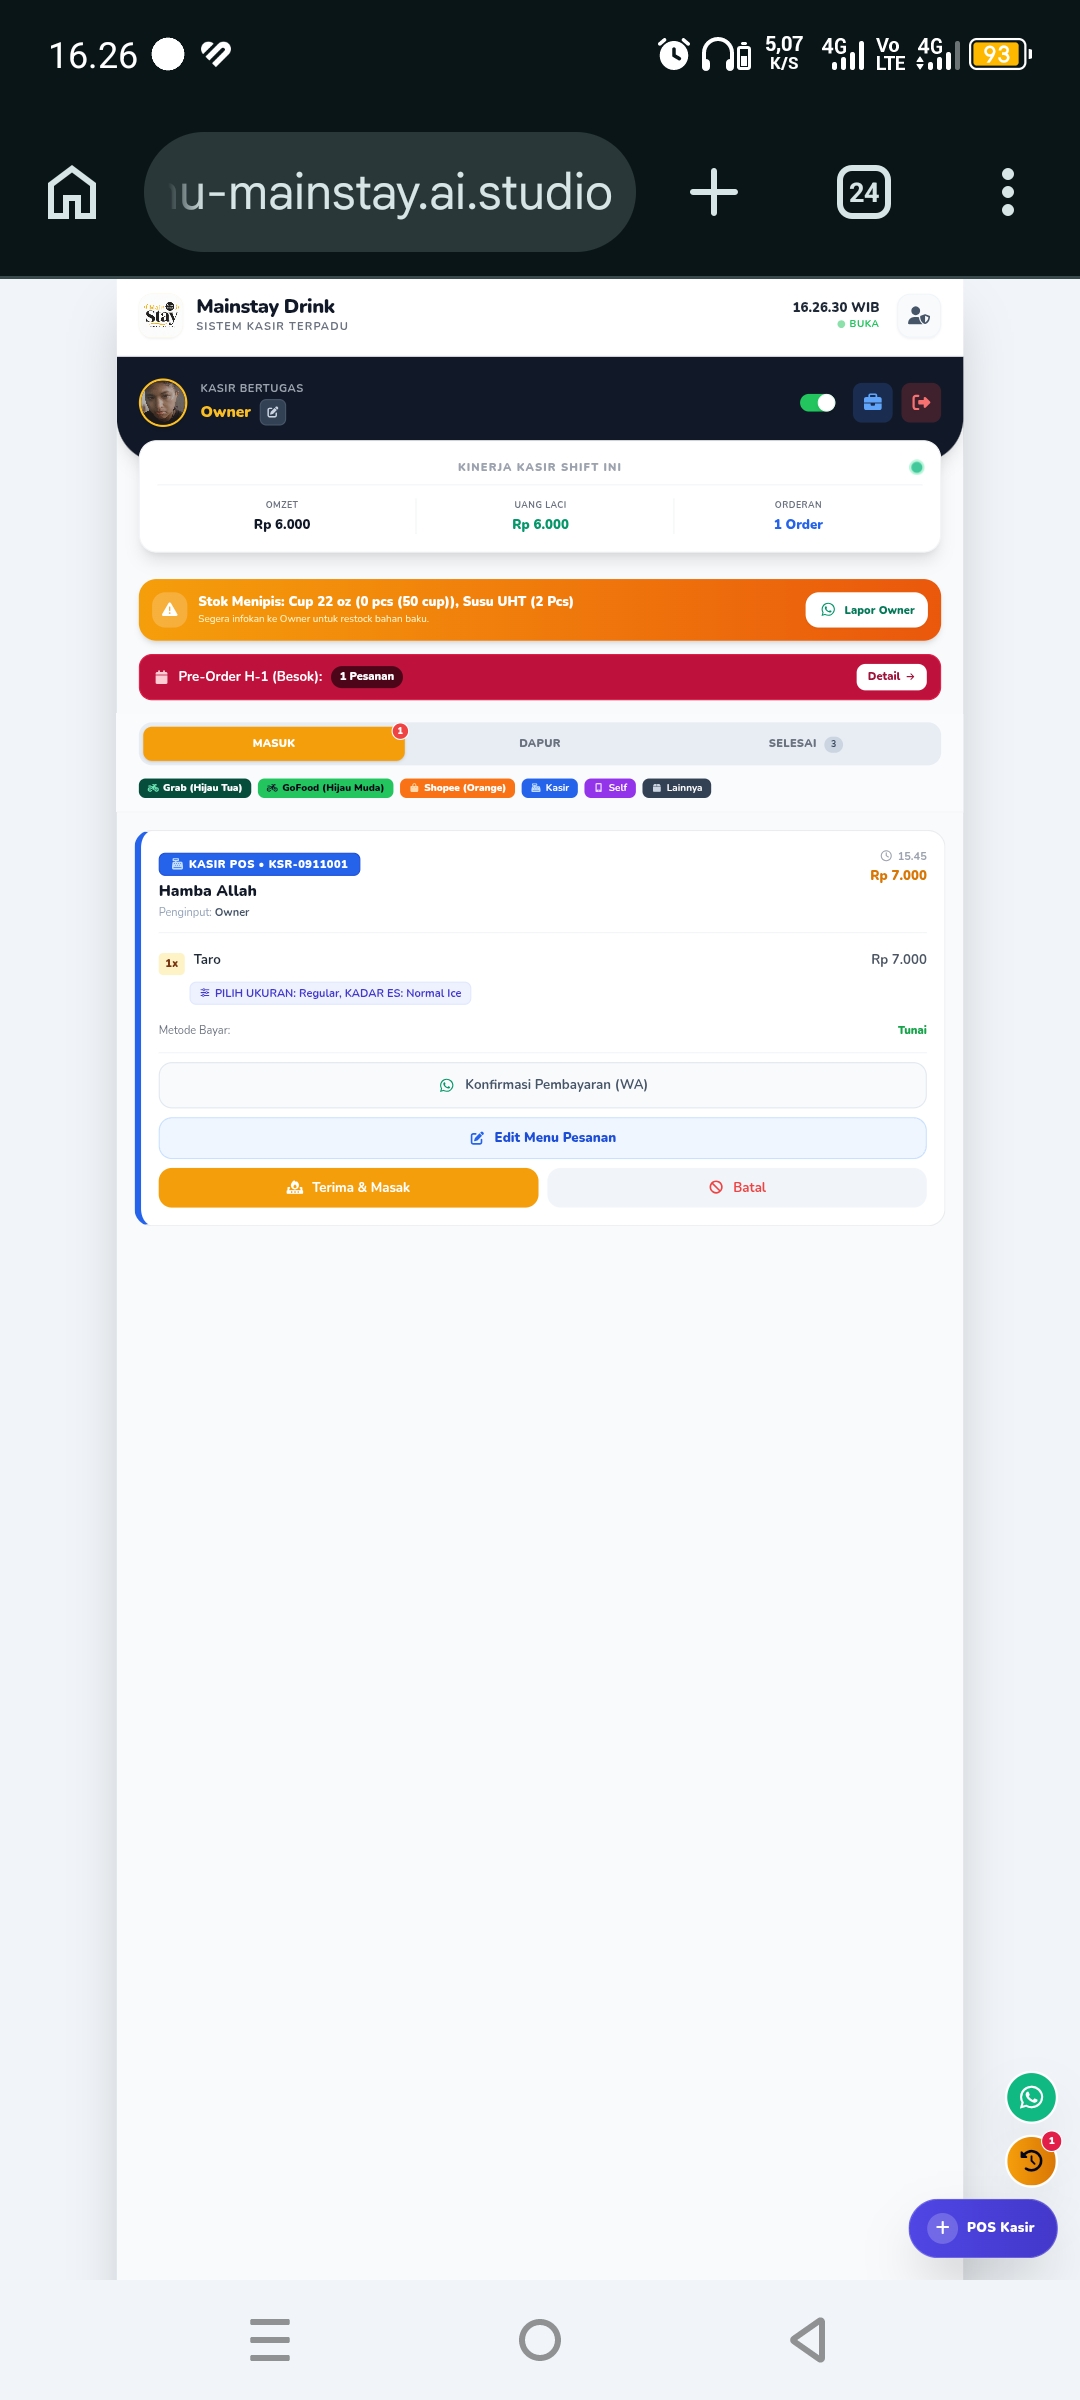 16.26
5,07 K/S
4G
Vo LTE
4G
93
u-mainstay.ai.studio
24
Stay
Mainstay Drink
SISTEM KASIR TERPADU
16.26.30 WIB
BUKA
KASIR BERTUGAS
Owner
KINERJA KASIR SHIFT INI
OMZET
UANG LACI
ORDERAN
Rp 6.000
Rp 6.000
1 Order
Stok Menipis: Cup 22 oz (0 pcs (50 cup)), Susu UHT (2 Pcs)
Segera infokan ke Owner untuk restock bahan baku.
Lapor Owner
Pre-Order H-1 (Besok):
1 Pesanan
Detail →
MASUK
1
DAPUR
SELESAI 3
Grab (Hijau Tua)
GoFood (Hijau Muda)
Shopee (Orange)
Kasir
Self
Lainnya
KASIR POS • KSR-0911001
15.45
Hamba Allah
Rp 7.000
Penginput: Owner
1x
Taro
Rp 7.000
PILIH UKURAN: Regular, KADAR ES: Normal Ice
Metode Bayar:
Tunai
Konfirmasi Pembayaran (WA)
Edit Menu Pesanan
Terima & Masak
Batal
1
POS Kasir